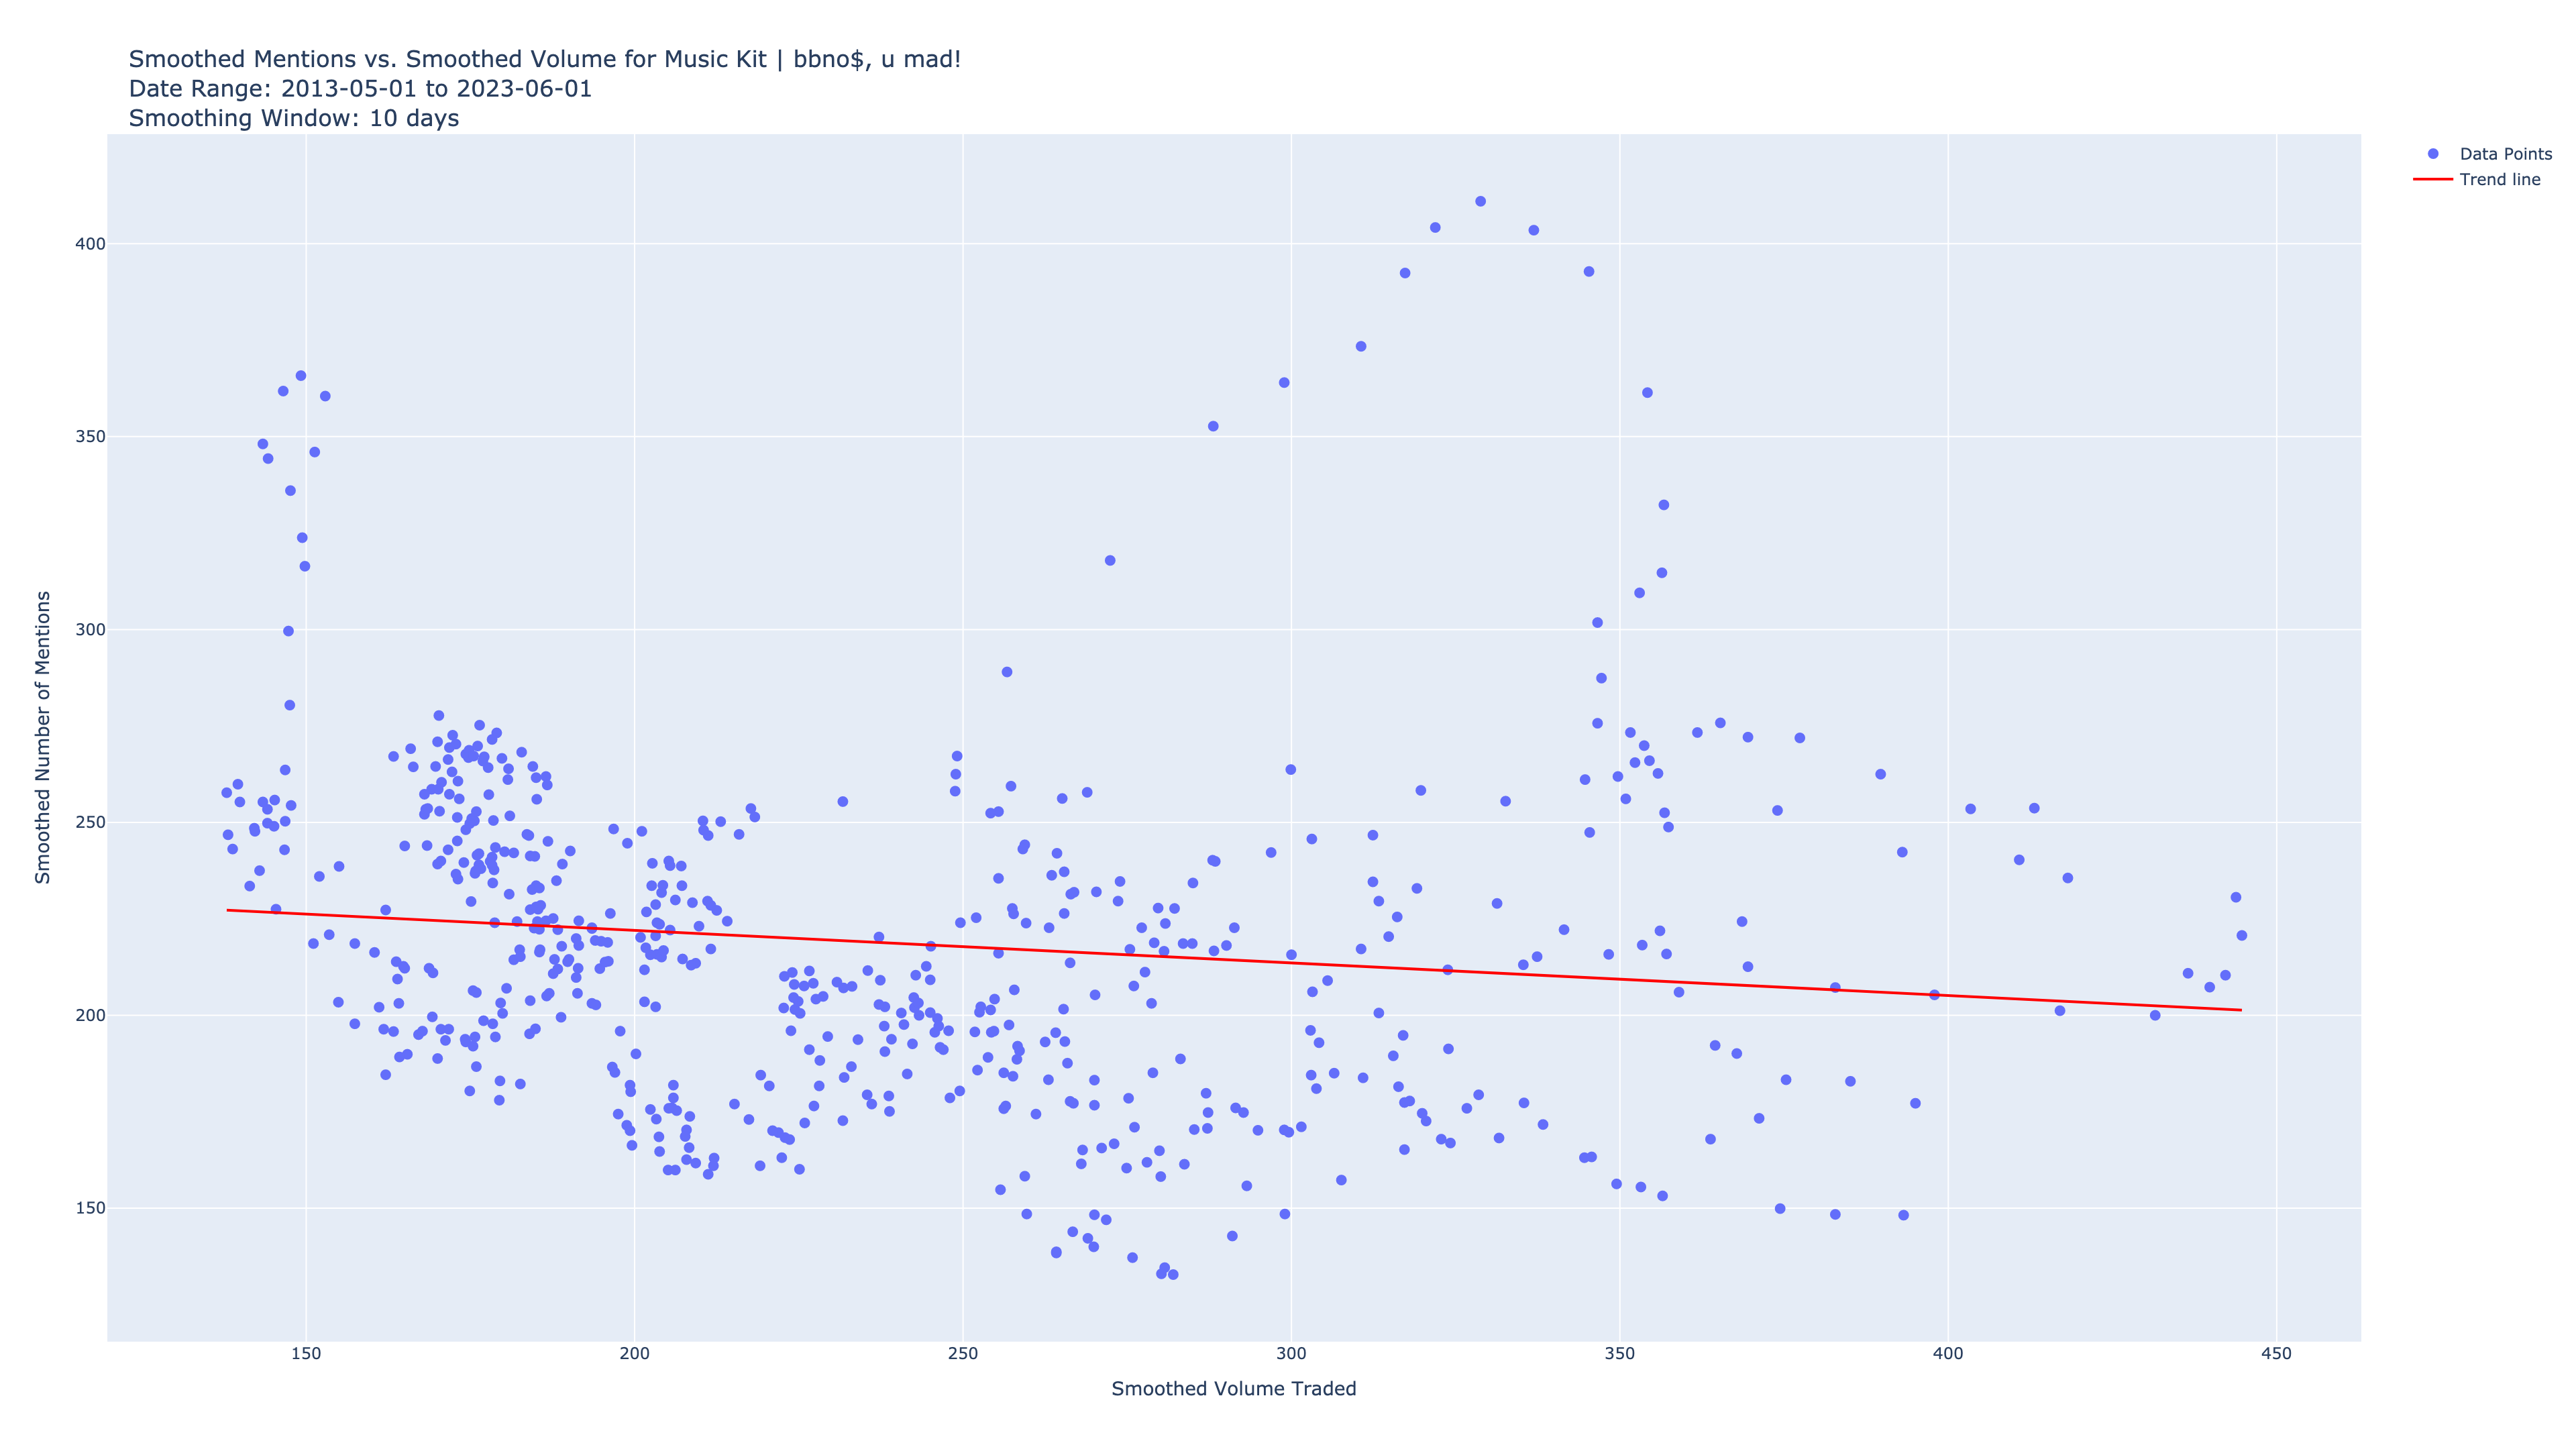 Smoothed Mentions vs. Smoothed Volume for Music Kit | bbno$, u mad!
Date Range: 2013-05-01 to 2023-06-01
Smoothing Window: 10 days
Data Points
Trend line
400
350
300
250
200
150
Smoothed Number of Mentions
150
200
250
300
350
400
450
Smoothed Volume Traded